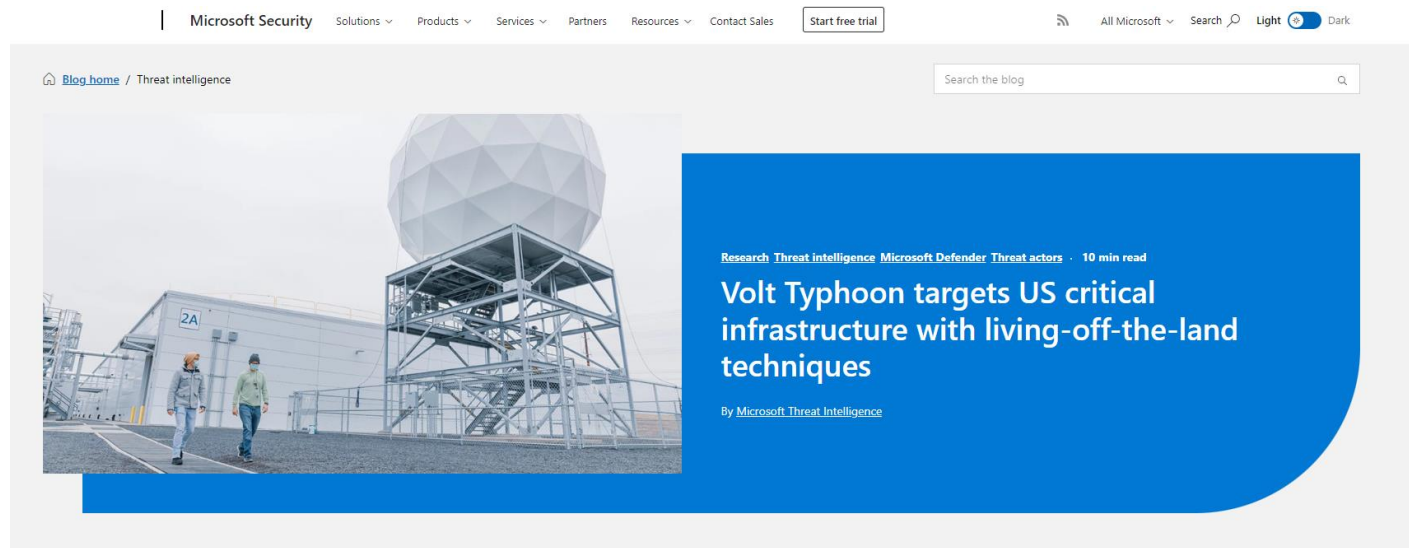 Microsoft Security Solutions Products Services Partners Resources Contact Sales Start free trial All Microsoft Search Light Dark
Blog home / Threat intelligence Search the blog
2A
Research Threat intelligence Microsoft Defender Threat actors · 10 min read
Volt Typhoon targets US critical
infrastructure with living-off-the-land
techniques
By Microsoft Threat Intelligence